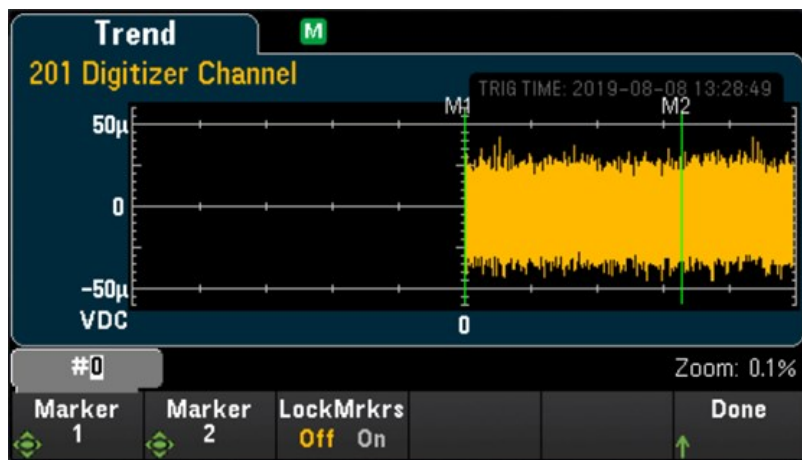 Trend M
201 Digitizer Channel
TRIG TIME: 2019-08-08 13:28:49
M1 M2
50µ
0
-50µ
VDC 0
#0 Zoom: 0.1%
Marker 1
Marker 2
LockMrkrs
Off On
Done